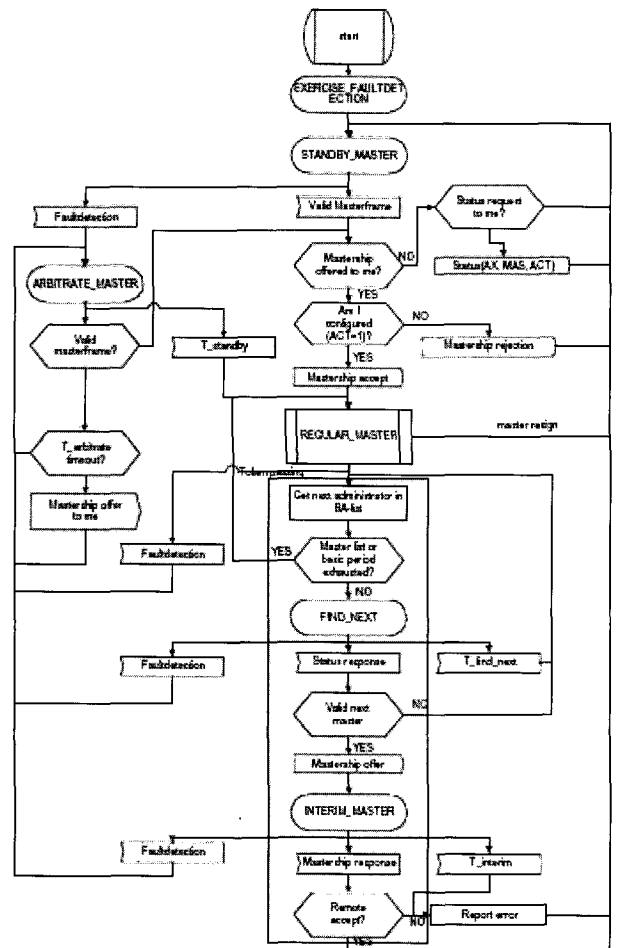 start
EXERCISE_FAULTDET
ECTION
STANDBY_MASTER
Faultdetection
Valid Masterframe
Status request
to me?
Mastership
offered to me?
NO
Status(AX, MAS, ACT)
ARBITRATE_MASTER
YES
Am I
configured
(ACT=1)?
NO
Valid
masterframe?
T_standby
Mastership rejection
YES
Mastership accept
REGULAR_MASTER
master resign
T_arbitrate
timeout?
Token passing
Mastership offer
to me
Get next administrator in
BA-list
Faultdetection
YES
Master list or
basic period
exhausted?
NO
FIND_NEXT
Faultdetection
Status response
T_find_next
Valid next
master
NO
YES
Mastership offer
INTERIM_MASTER
Faultdetection
Mastership response
T_interim
Remote
accept?
NO
Report error
YES